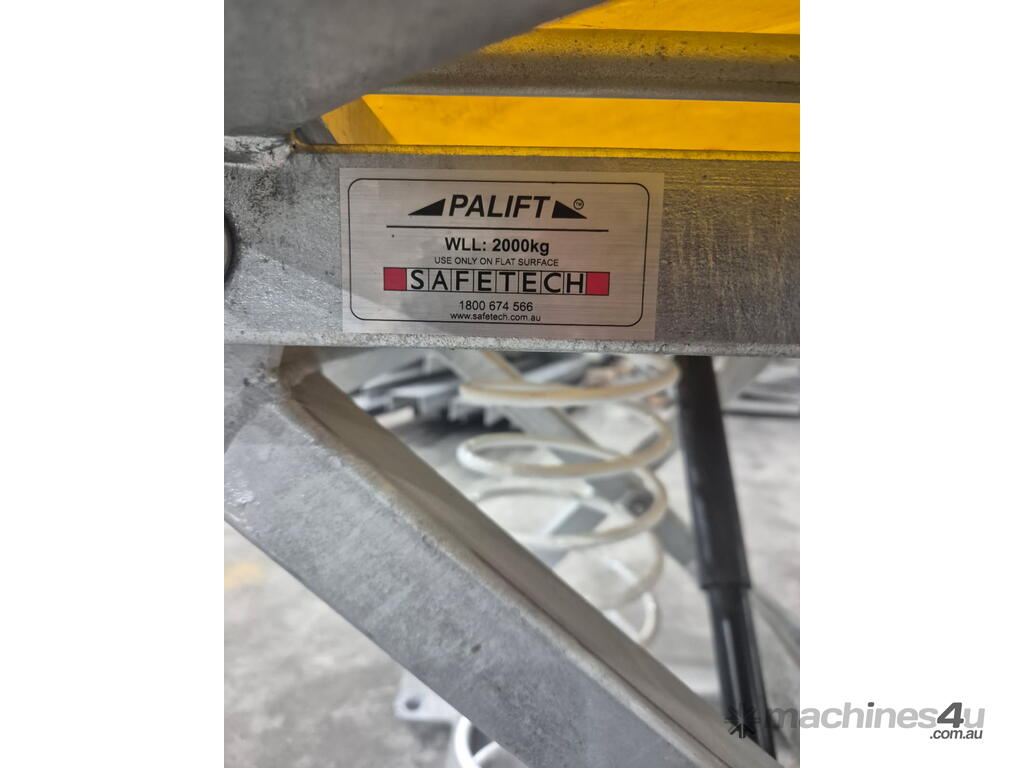 PALIFT TM
WLL: 2000kg
USE ONLY ON FLAT SURFACE
SAFETECH
1800 674 566
www.safetech.com.au
machines4u
.com.au